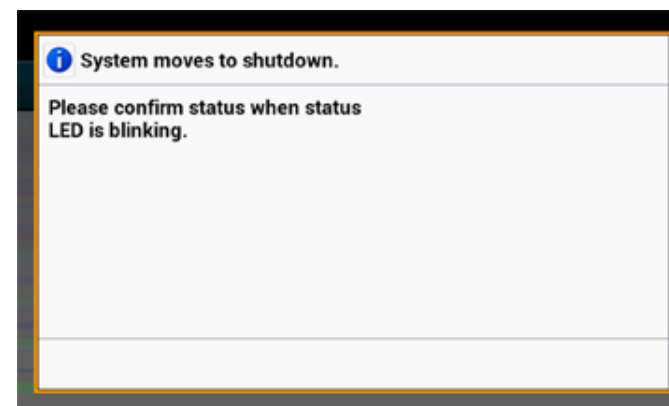 System moves to shutdown.
Please confirm status when status
LED is blinking.